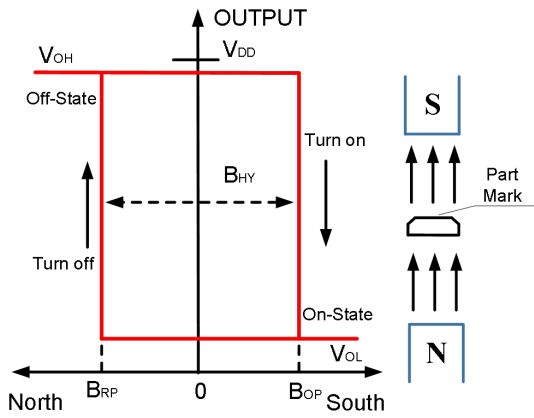 OUTPUT
VOH
VDD
Off-State
Turn on
BHY
Turn off
On-State
VOL
North
BRP
0
BOP
South
S
Part
Mark
N